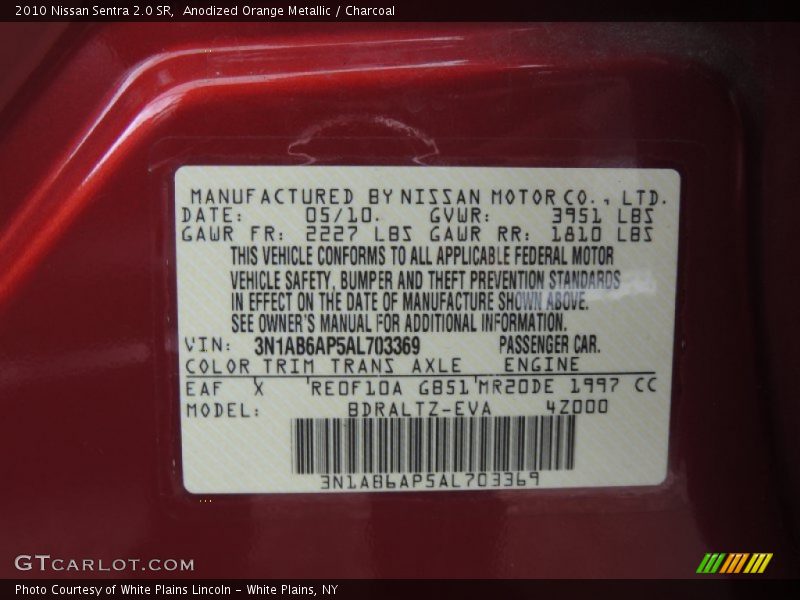 2010 Nissan Sentra 2.0 SR,  Anodized Orange Metallic / Charcoal
MANUFACTURED BY NISSAN MOTOR CO., LTD.
DATE: 05/10. GVWR: 3951 LBS
GAWR FR: 2227 LBS GAWR RR: 1810 LBS
THIS VEHICLE CONFORMS TO ALL APPLICABLE FEDERAL MOTOR
VEHICLE SAFETY, BUMPER AND THEFT PREVENTION STANDARDS
IN EFFECT ON THE DATE OF MANUFACTURE SHOWN ABOVE.
SEE OWNER'S MANUAL FOR ADDITIONAL INFORMATION.
VIN: 3N1AB6AP5AL703369 PASSENGER CAR.
COLOR TRIM TRANS AXLE ENGINE
EAF X 'RE0F10A GB51'MR20DE 1997 CC
MODEL: BDRALTZ-EVA 4Z000
3N1AB6AP5AL703369
GTCARLOT.COM
Photo Courtesy of White Plains Lincoln - White Plains, NY